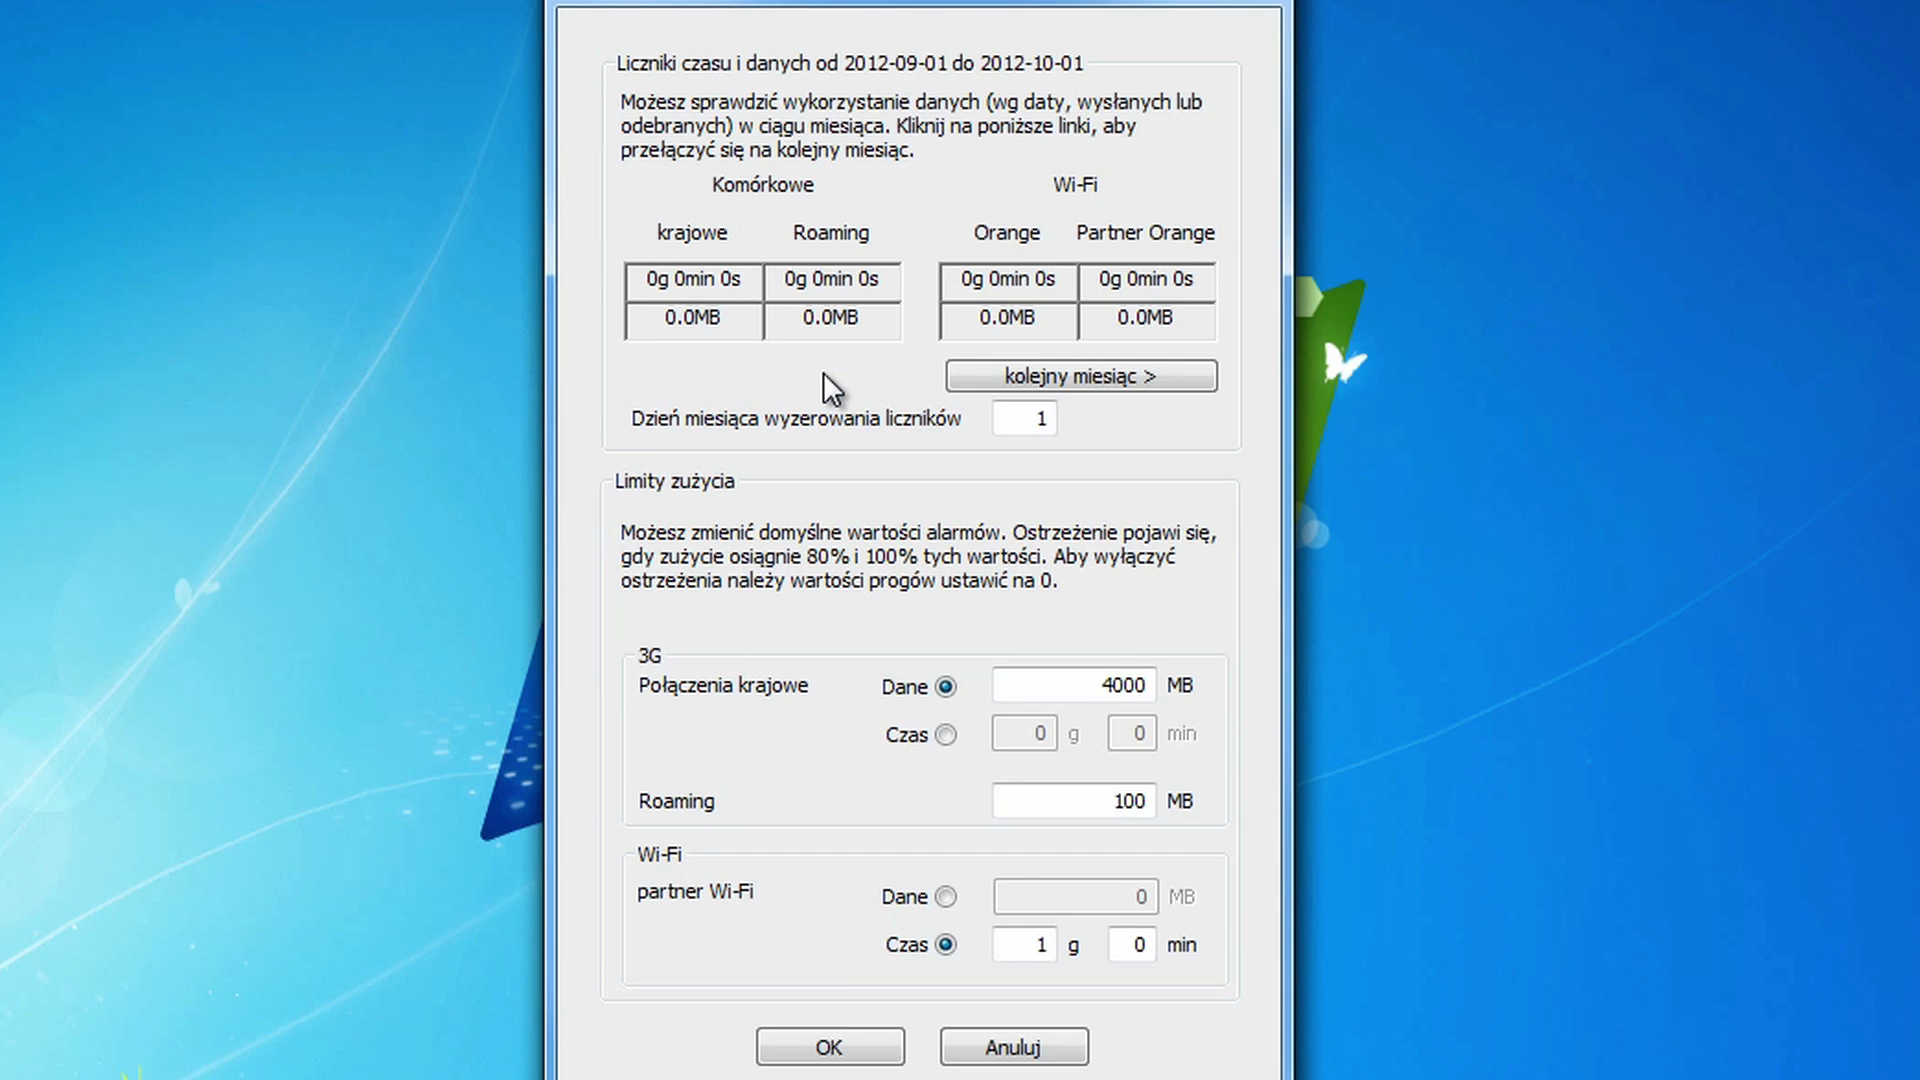 Liczniki czasu i danych od 2012-09-01 do 2012-10-01
Możesz sprawdzić wykorzystanie danych (wg daty, wysłanych lub
odebranych) w ciągu miesiąca. Kliknij na poniższe linki, aby
przełączyć się na kolejny miesiąc.
Komórkowe Wi-Fi
krajowe Roaming Orange Partner Orange
0g 0min 0s 0g 0min 0s 0g 0min 0s 0g 0min 0s
0.0MB 0.0MB 0.0MB 0.0MB
kolejny miesiąc >
Dzień miesiąca wyzerowania liczników 1
Limity zużycia
Możesz zmienić domyślne wartości alarmów. Ostrzeżenie pojawi się,
gdy zużycie osiągnie 80% i 100% tych wartości. Aby wyłączyć
ostrzeżenia należy wartości progów ustawić na 0.
3G
Połączenia krajowe Dane 4000 MB
Czas 0 g 0 min
Roaming 100 MB
Wi-Fi
partner Wi-Fi Dane 0 MB
Czas 1 g 0 min
OK Anuluj